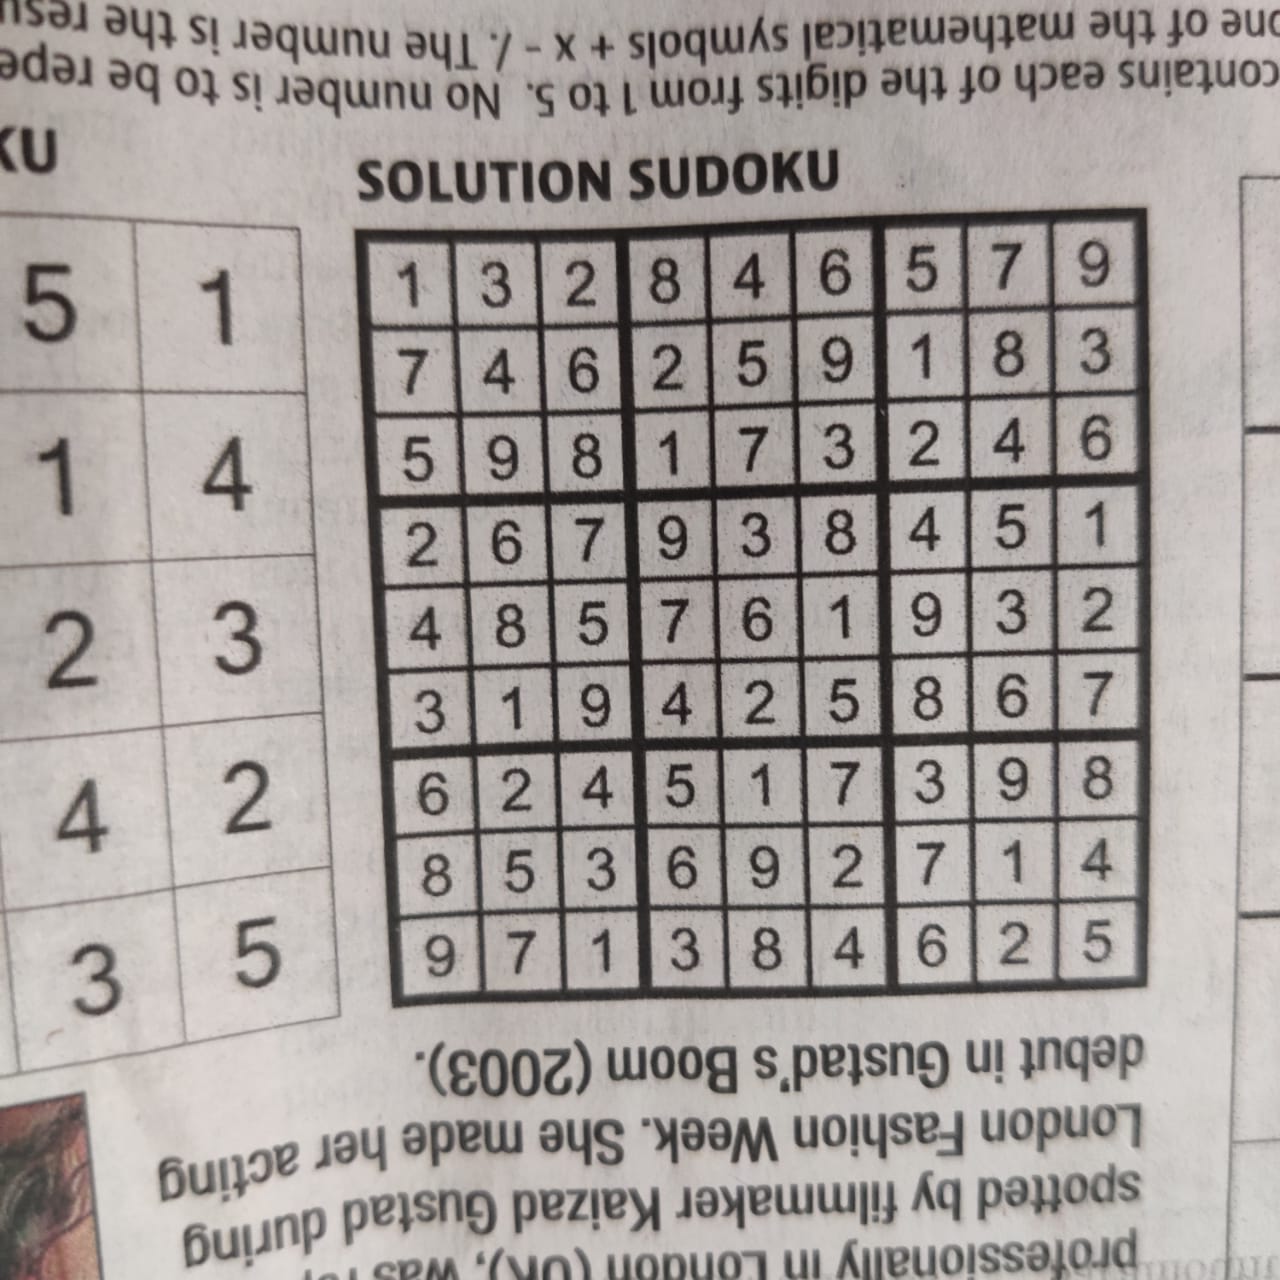 contains each of the digits from 1 to 5. No number is to be
one of the mathematical symbols + x - /. The number is the
KU
5 1
1 4
2 3
4 2
3 5
SOLUTION SUDOKU
1 3 2 8 4 6 5 7 9
7 4 6 2 5 9 1 8 3
5 9 8 1 7 3 2 4 6
2 6 7 9 3 8 4 5 1
4 8 5 7 6 1 9 3 2
3 1 9 4 2 5 8 6 7
6 2 4 5 1 7 3 9 8
8 5 3 6 9 2 7 1 4
9 7 1 3 8 4 6 2 5
professionally in London (UK), was
spotted by filmmaker Kaizad Gustad during
London Fashion Week. She made her acting
debut in Gustad's Boom (2003).